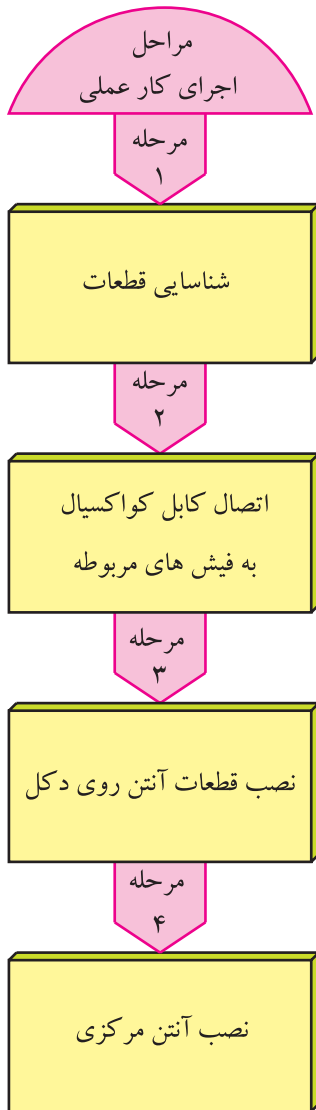 مراحل
اجرای کار عملی
مرحله
۱
شناسایی قطعات
مرحله
۲
اتصال کابل کواکسیال
به فیش های مربوطه
مرحله
۳
نصب قطعات آنتن روی دکل
مرحله
۴
نصب آنتن مرکزی